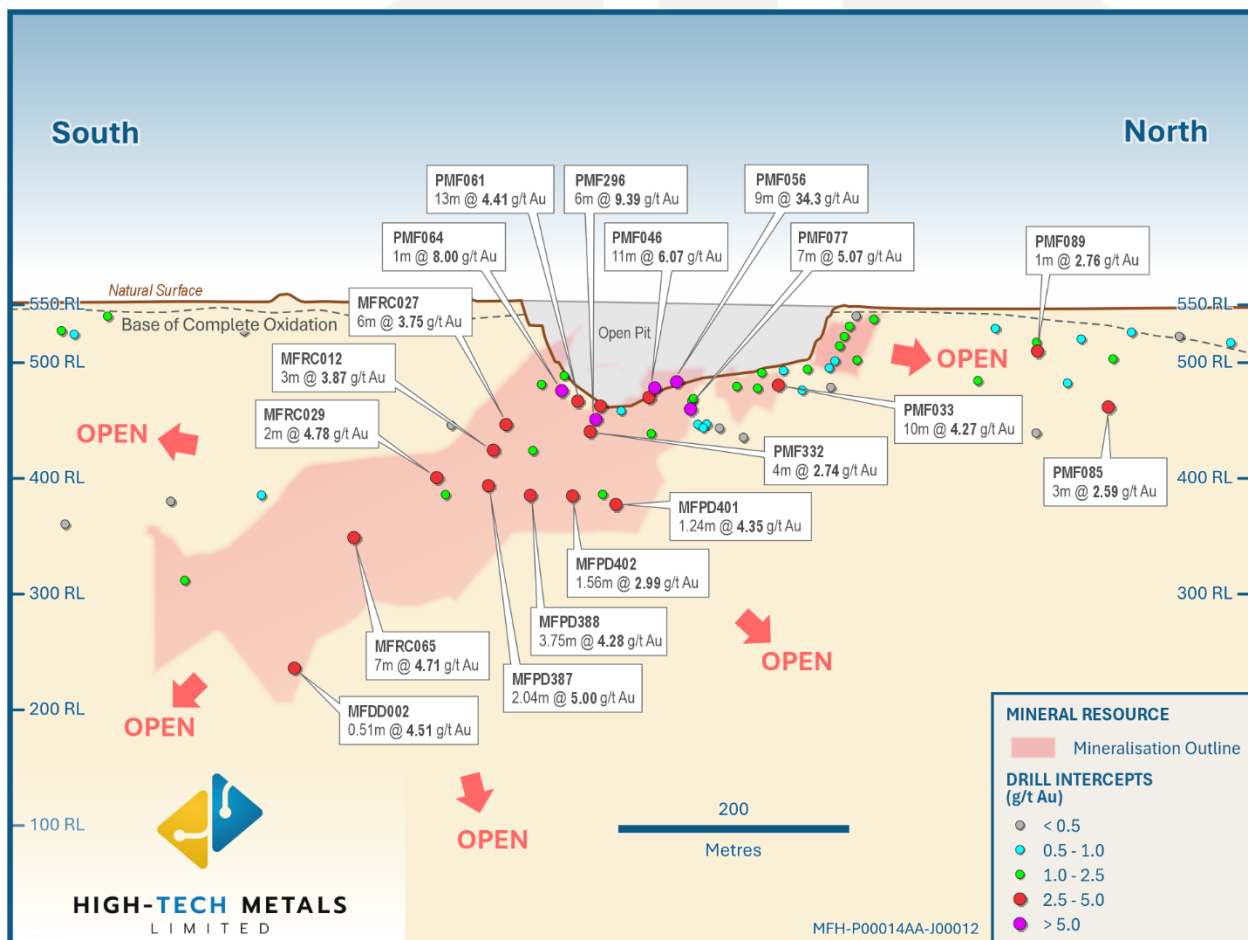 South
North
PMF061
13m @ 4.41 g/t Au
PMF296
6m @ 9.39 g/t Au
PMF056
9m @ 34.3 g/t Au
PMF064
1m @ 8.00 g/t Au
PMF046
11m @ 6.07 g/t Au
PMF077
7m @ 5.07 g/t Au
PMF089
1m @ 2.76 g/t Au
Natural Surface
550 RL
550 RL
MFRC027
6m @ 3.75 g/t Au
Base of Complete Oxidation
Open Pit
OPEN
500 RL
500 RL
MFRC012
3m @ 3.87 g/t Au
MFRC029
2m @ 4.78 g/t Au
PMF033
10m @ 4.27 g/t Au
OPEN
PMF332
4m @ 2.74 g/t Au
PMF085
3m @ 2.59 g/t Au
400 RL
400 RL
MFPD401
1.24m @ 4.35 g/t Au
MFPD402
1.56m @ 2.99 g/t Au
300 RL
300 RL
MFPD388
3.75m @ 4.28 g/t Au
MFRC065
7m @ 4.71 g/t Au
OPEN
MFPD387
2.04m @ 5.00 g/t Au
MFDD002
0.51m @ 4.51 g/t Au
200 RL
OPEN
MINERAL RESOURCE
Mineralisation Outline
DRILL INTERCEPTS
(g/t Au)
< 0.5
0.5 - 1.0
1.0 - 2.5
2.5 - 5.0
> 5.0
100 RL
OPEN
200
Metres
HIGH-TECH METALS
LIMITED
MFH-P00014AA-J00012